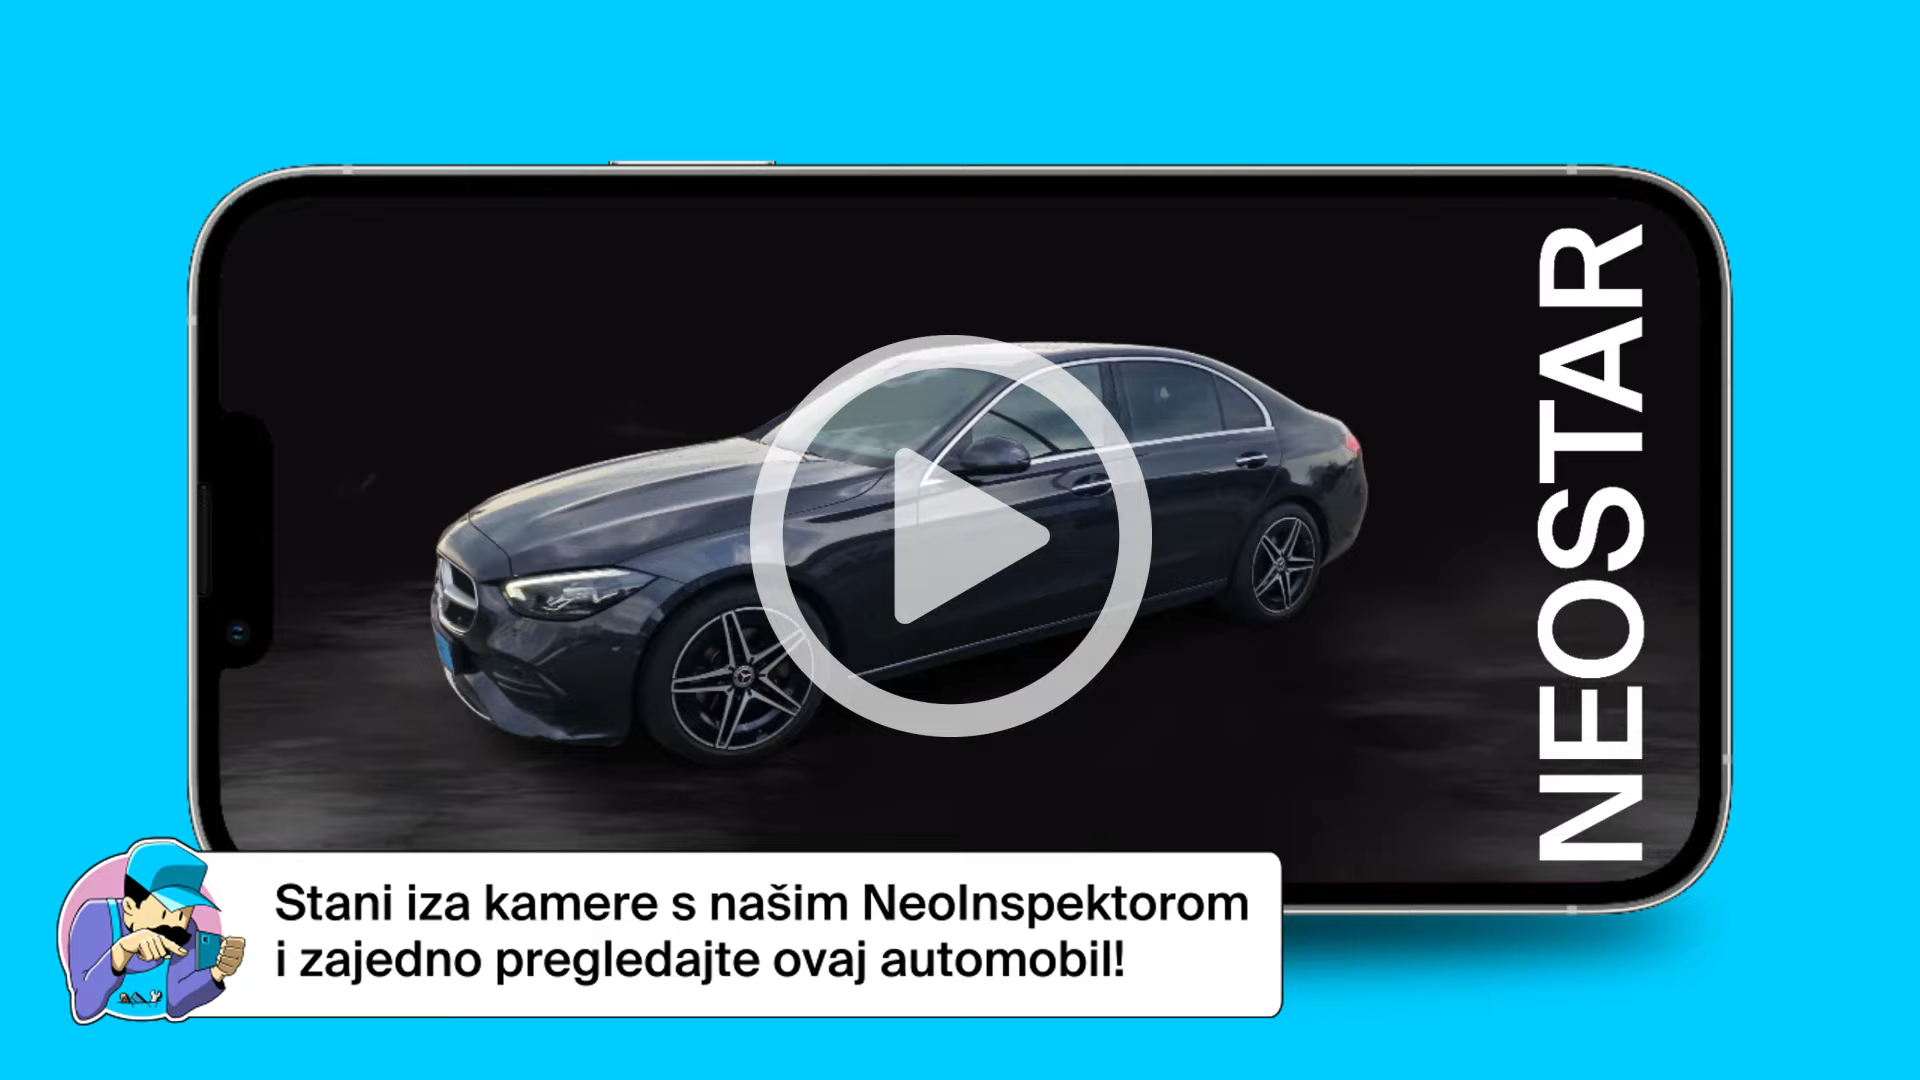 NEOSTAR
Stani iza kamere s našim NeoInspektorom
i zajedno pregledajte ovaj automobil!